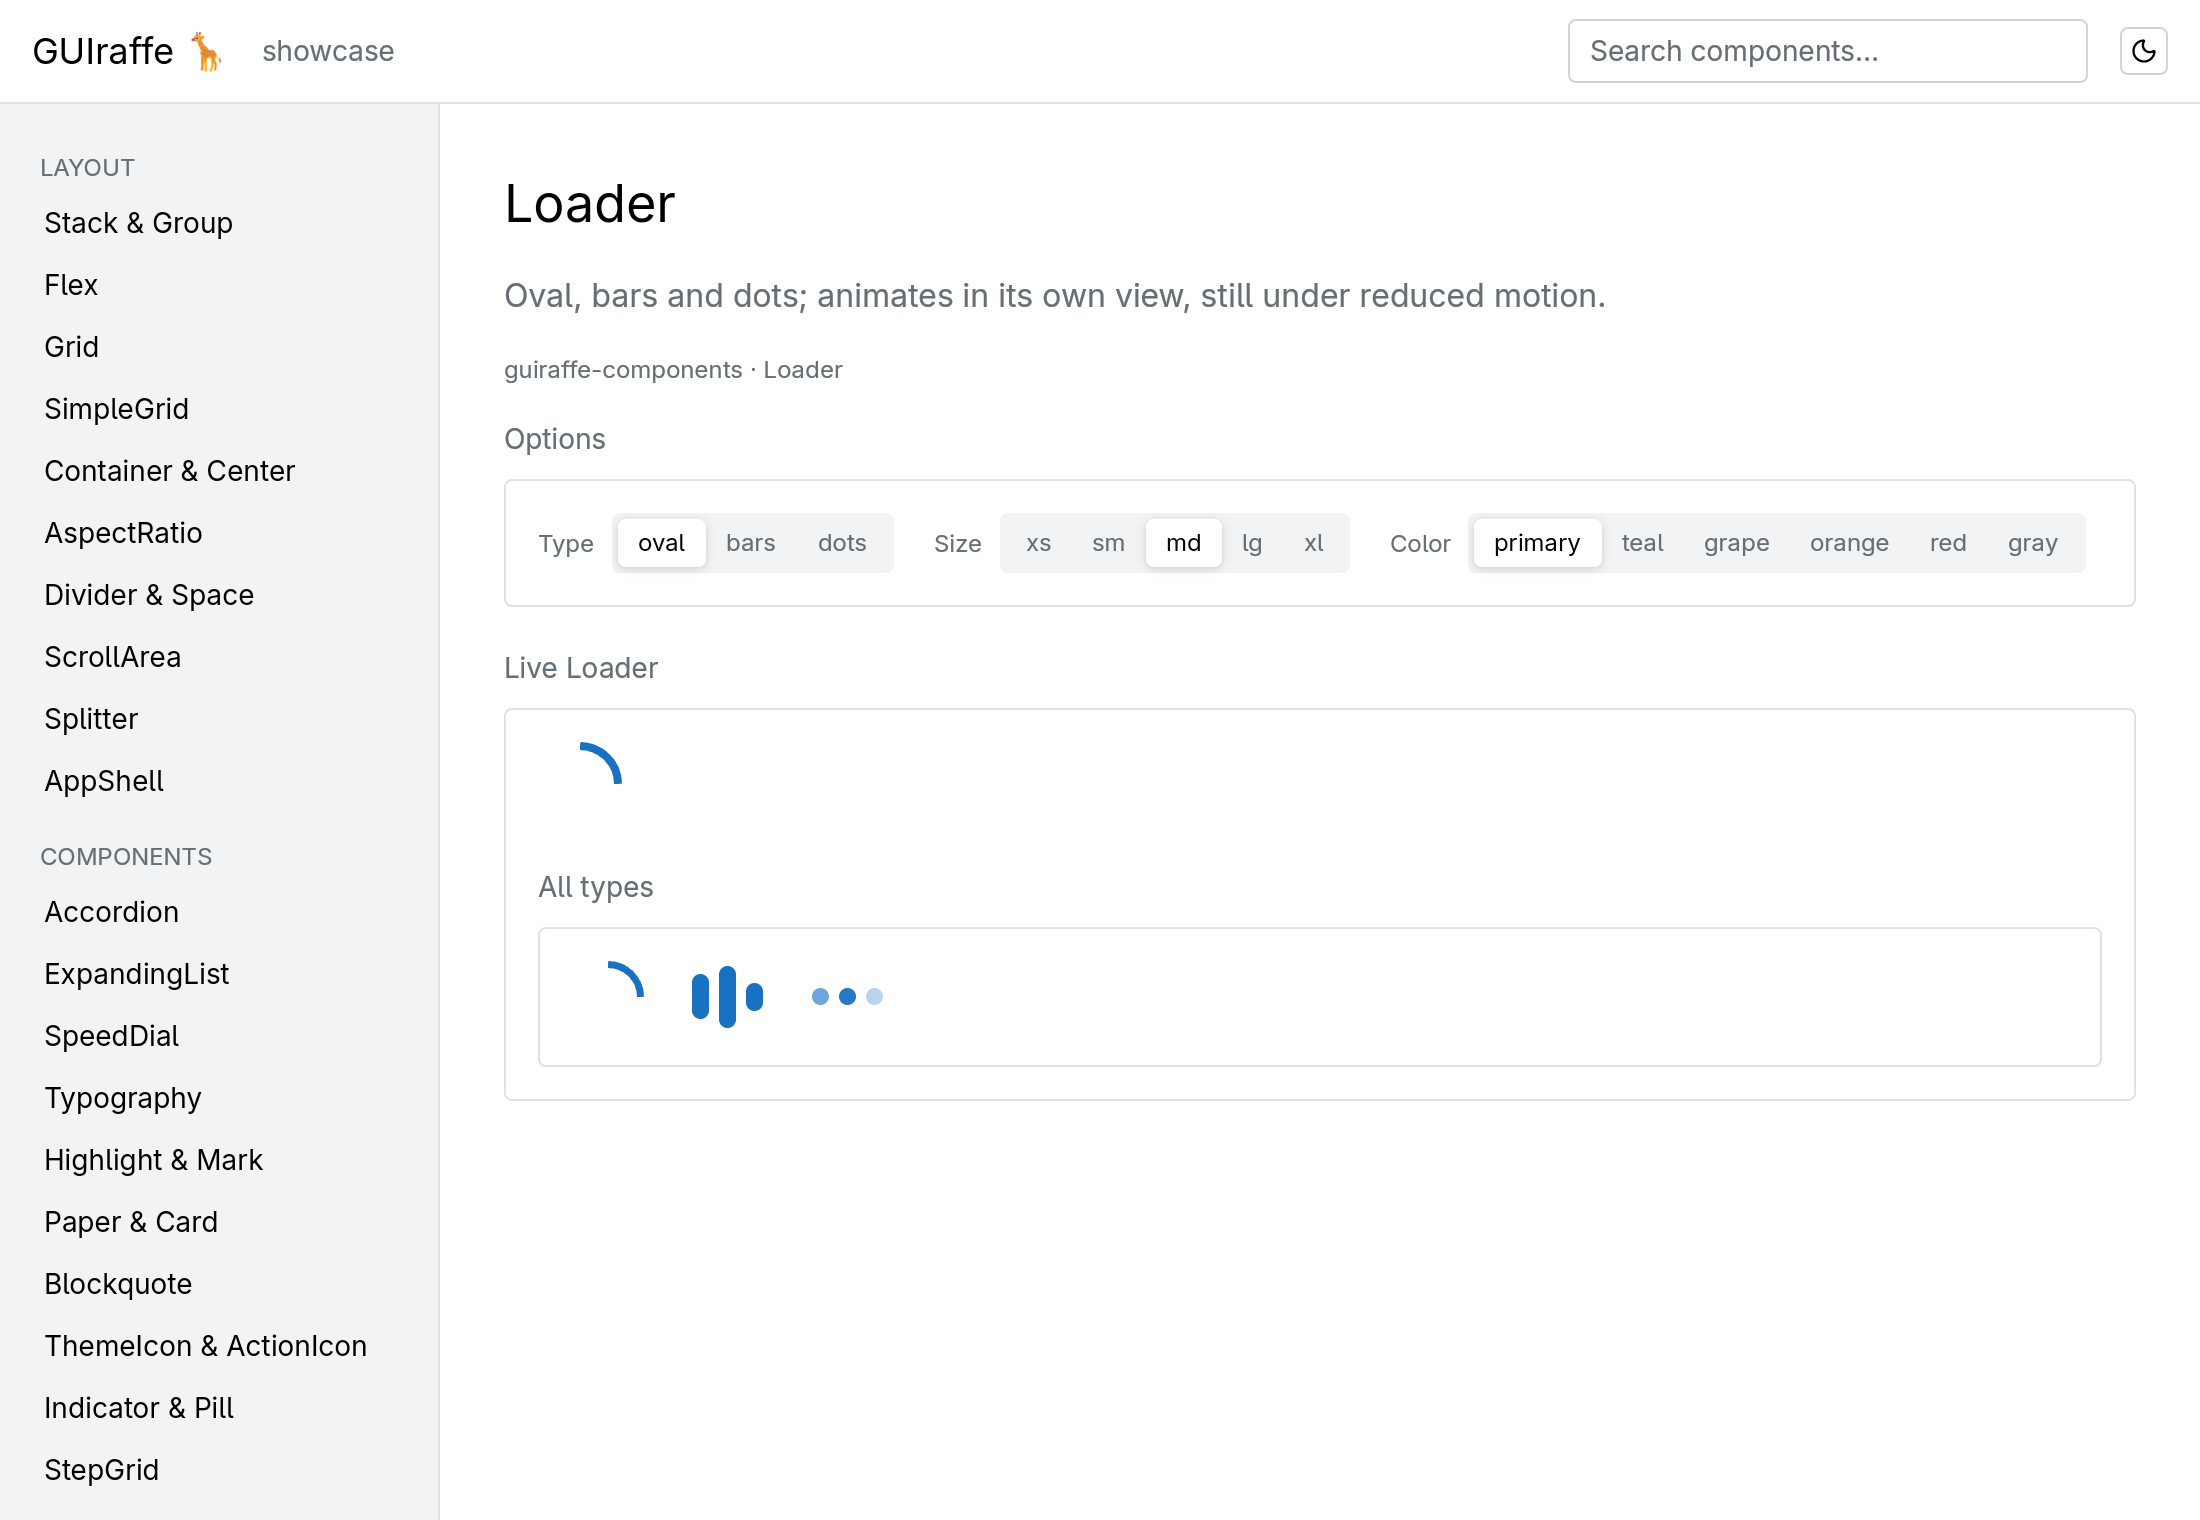 GUIraffe 🦒 showcase Search components...
LAYOUT
Stack & Group
Flex
Grid
SimpleGrid
Container & Center
AspectRatio
Divider & Space
ScrollArea
Splitter
AppShell
COMPONENTS
Accordion
ExpandingList
SpeedDial
Typography
Highlight & Mark
Paper & Card
Blockquote
ThemeIcon & ActionIcon
Indicator & Pill
StepGrid
Loader
Oval, bars and dots; animates in its own view, still under reduced motion.
guiraffe-components · Loader
Options
Type oval bars dots Size xs sm md lg xl Color primary teal grape orange red gray
Live Loader
All types